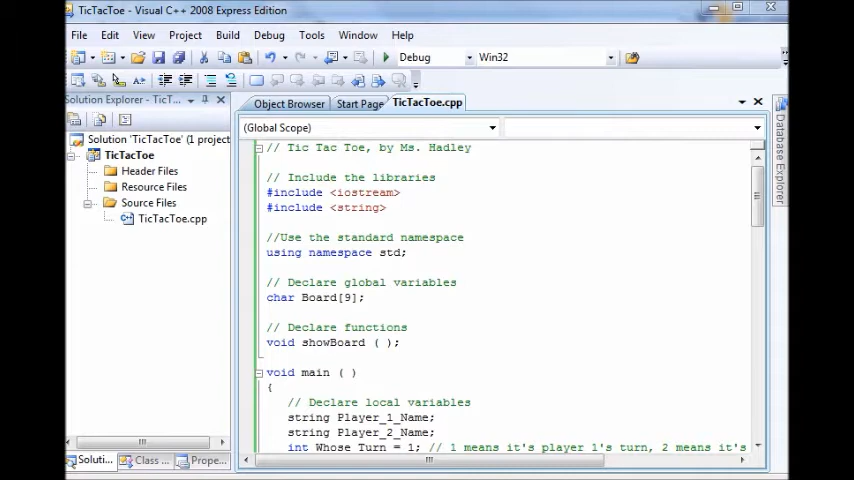 TicTacToe - Visual C++ 2008 Express Edition
File Edit View Project Build Debug Tools Window Help
Debug Win32
Solution Explorer - TicT...
Object Browser Start Page TicTacToe.cpp
(Global Scope)
Solution 'TicTacToe' (1 project
TicTacToe
Header Files
Resource Files
Source Files
TicTacToe.cpp
// Tic Tac Toe, by Ms. Hadley
// Include the libraries
#include <iostream>
#include <string>
//Use the standard namespace
using namespace std;
// Declare global variables
char Board[9];
// Declare functions
void showBoard ( );
void main ( )
{
// Declare local variables
string Player_1_Name;
string Player_2_Name;
int Whose_Turn = 1; // 1 means it's player 1's turn, 2 means it's
Database Explorer
Soluti... Class ... Prope...